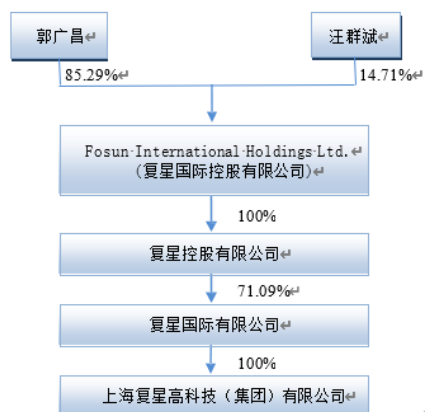 郭广昌↵
汪群斌↵
85.29%↵
14.71%↵
Fosun·International·Holdings·Ltd.↵
(复星国际控股有限公司)↵
100%
复星控股有限公司↵
71.09%↵
复星国际有限公司↵
100%
上海复星高科技（集团）有限公司↵